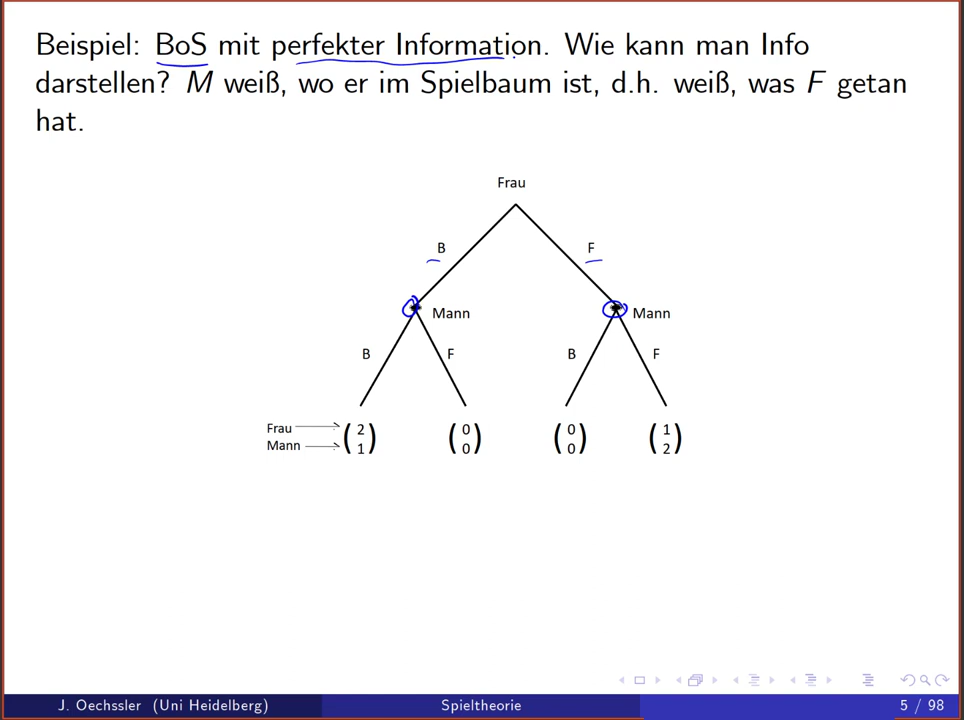 Beispiel: BoS mit perfekter Information. Wie kann man Info
darstellen? M weiß, wo er im Spielbaum ist, d.h. weiß, was F getan
hat.
Frau
B F
Mann Mann
B F B F
Frau 2 0 0 1
Mann 1 0 0 2
J. Oechssler (Uni Heidelberg) Spieltheorie 5 / 98